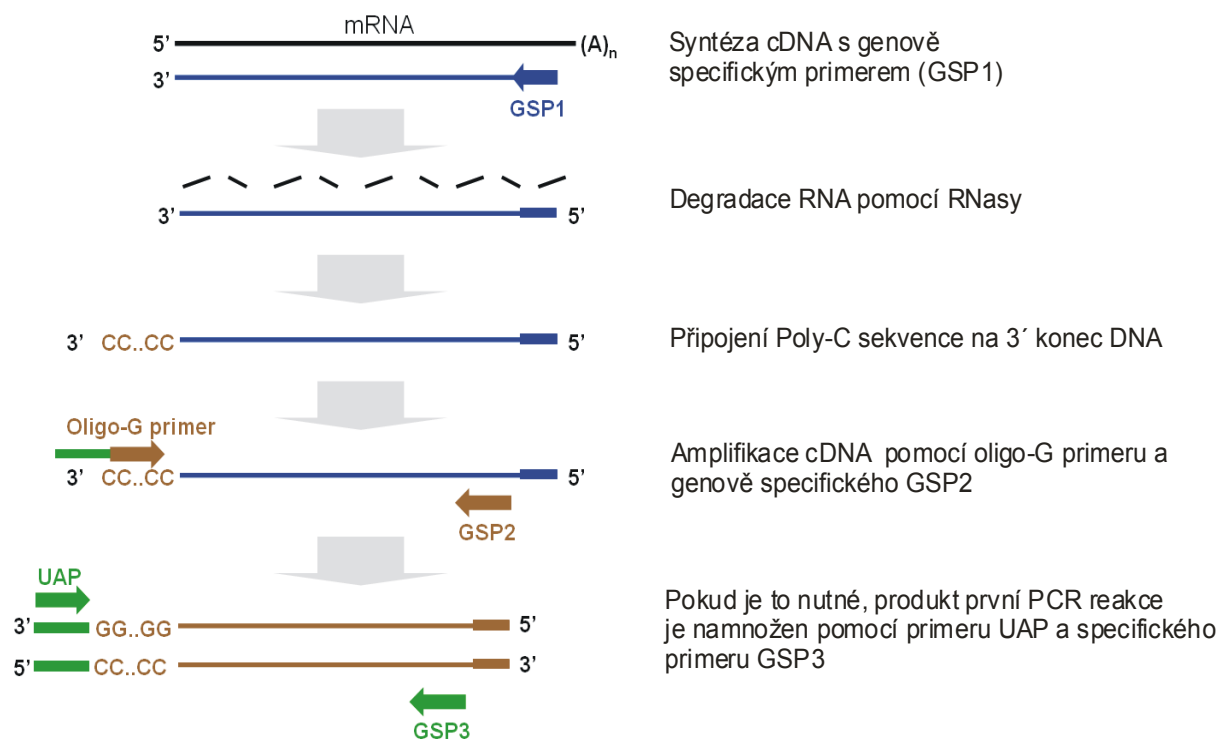 mRNA
5’ (A)n
3’
GSP1
Syntéza cDNA s genově
specifickým primerem (GSP1)
3’ 5’
Degradace RNA pomocí RNasy
3’ CC..CC 5’
Připojení Poly-C sekvence na 3´ konec DNA
Oligo-G primer
3’ CC..CC 5’
GSP2
Amplifikace cDNA pomocí oligo-G primeru a
genově specifického GSP2
UAP
3’ GG..GG 5’
5’ CC..CC 3’
GSP3
Pokud je to nutné, produkt první PCR reakce
je namnožen pomocí primeru UAP a specifického
primeru GSP3